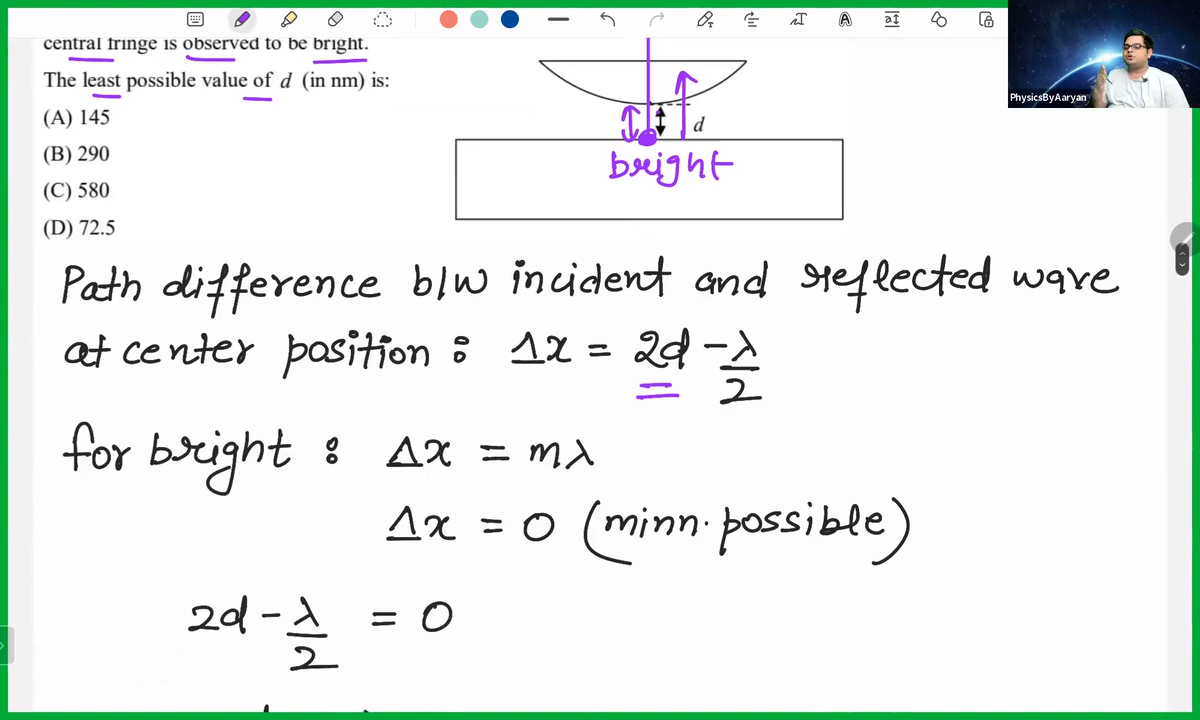 central fringe is observed to be bright.
The least possible value of d (in nm) is:
(A) 145
(B) 290
(C) 580
(D) 72.5
d
bright
PhysicsByAaryan
Path difference b/w incident and reflected wave
at center position : Δx = 2d - λ/2
for bright : Δx = mλ
Δx = 0 (minn. possible)
2d - λ/2 = 0